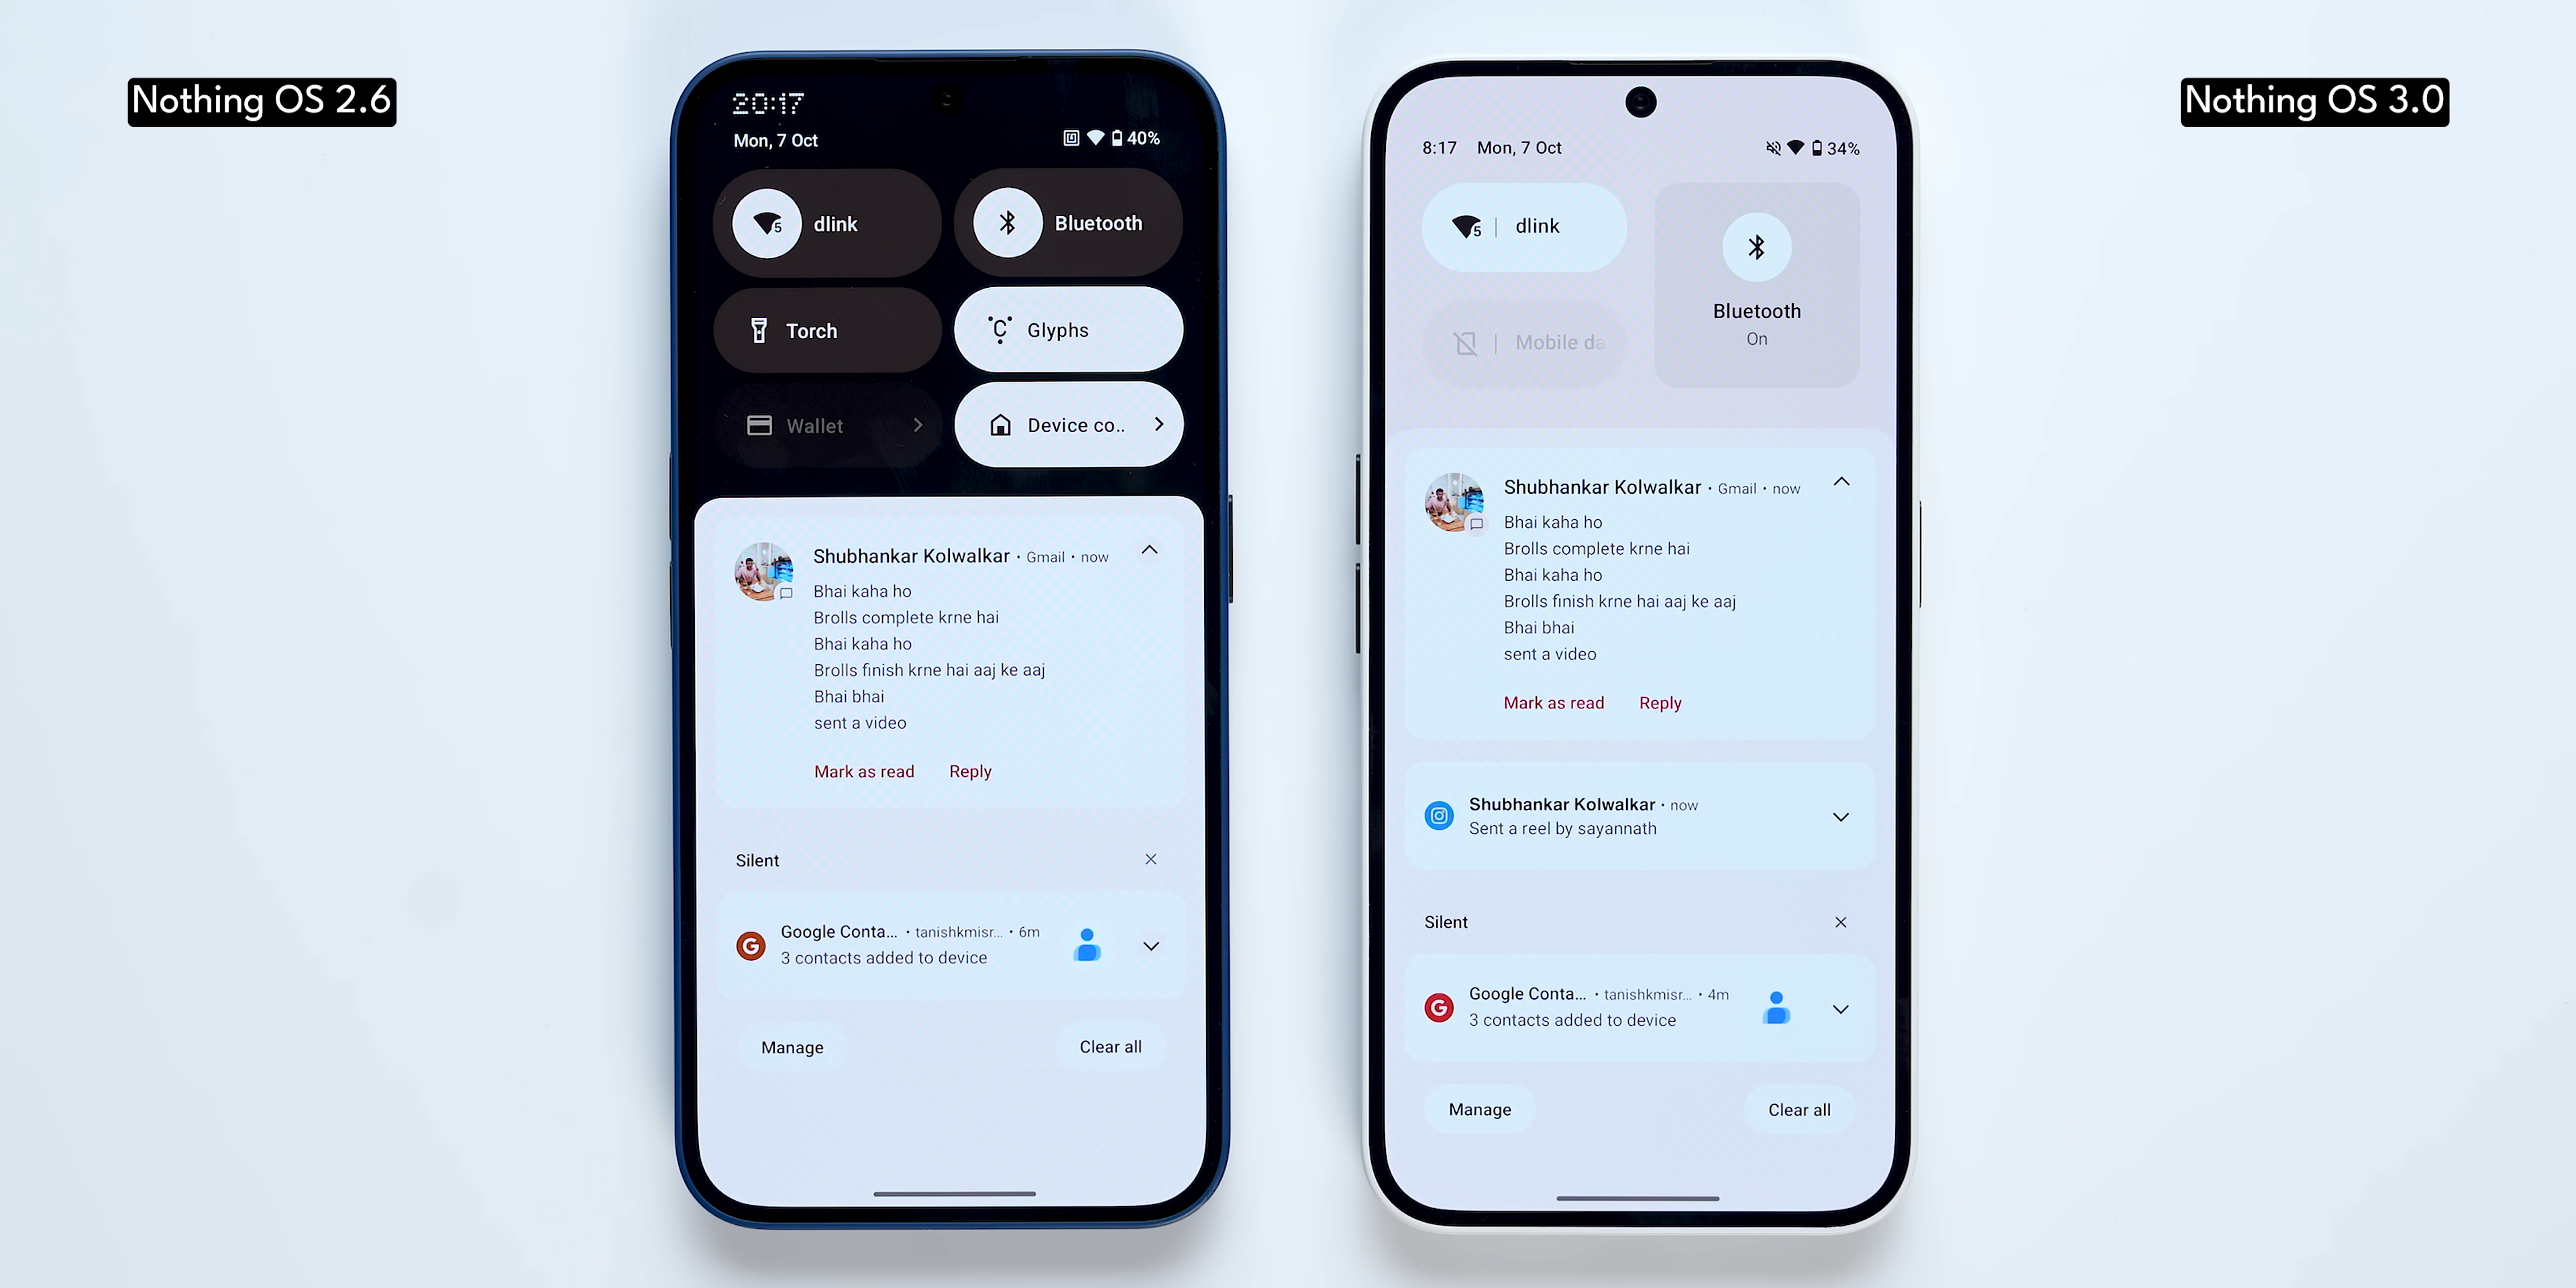 Nothing OS 2.6
20:17
Mon, 7 Oct
40%
5 dlink
Bluetooth
Torch
Glyphs
Wallet
Device co..
Shubhankar Kolwalkar • Gmail • now
Bhai kaha ho
Brolls complete krne hai
Bhai kaha ho
Brolls finish krne hai aaj ke aaj
Bhai bhai
sent a video
Mark as read Reply
Silent
G
Google Conta... • tanishkmisr... • 6m
3 contacts added to device
Manage
Clear all
Nothing OS 3.0
8:17 Mon, 7 Oct
34%
5 dlink
Bluetooth
On
Mobile da
Shubhankar Kolwalkar • Gmail • now
Bhai kaha ho
Brolls complete krne hai
Bhai kaha ho
Brolls finish krne hai aaj ke aaj
Bhai bhai
sent a video
Mark as read Reply
Shubhankar Kolwalkar • now
Sent a reel by sayannath
Silent
G
Google Conta... • tanishkmisr... • 4m
3 contacts added to device
Manage
Clear all